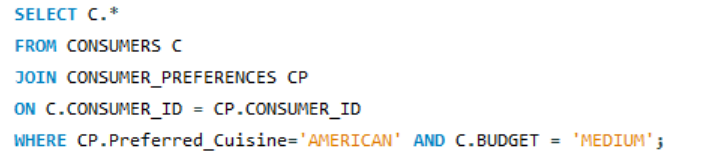 SELECT C.*
FROM CONSUMERS C
JOIN CONSUMER_PREFERENCES CP
ON C.CONSUMER_ID = CP.CONSUMER_ID
WHERE CP.Preferred_Cuisine='AMERICAN' AND C.BUDGET = 'MEDIUM';